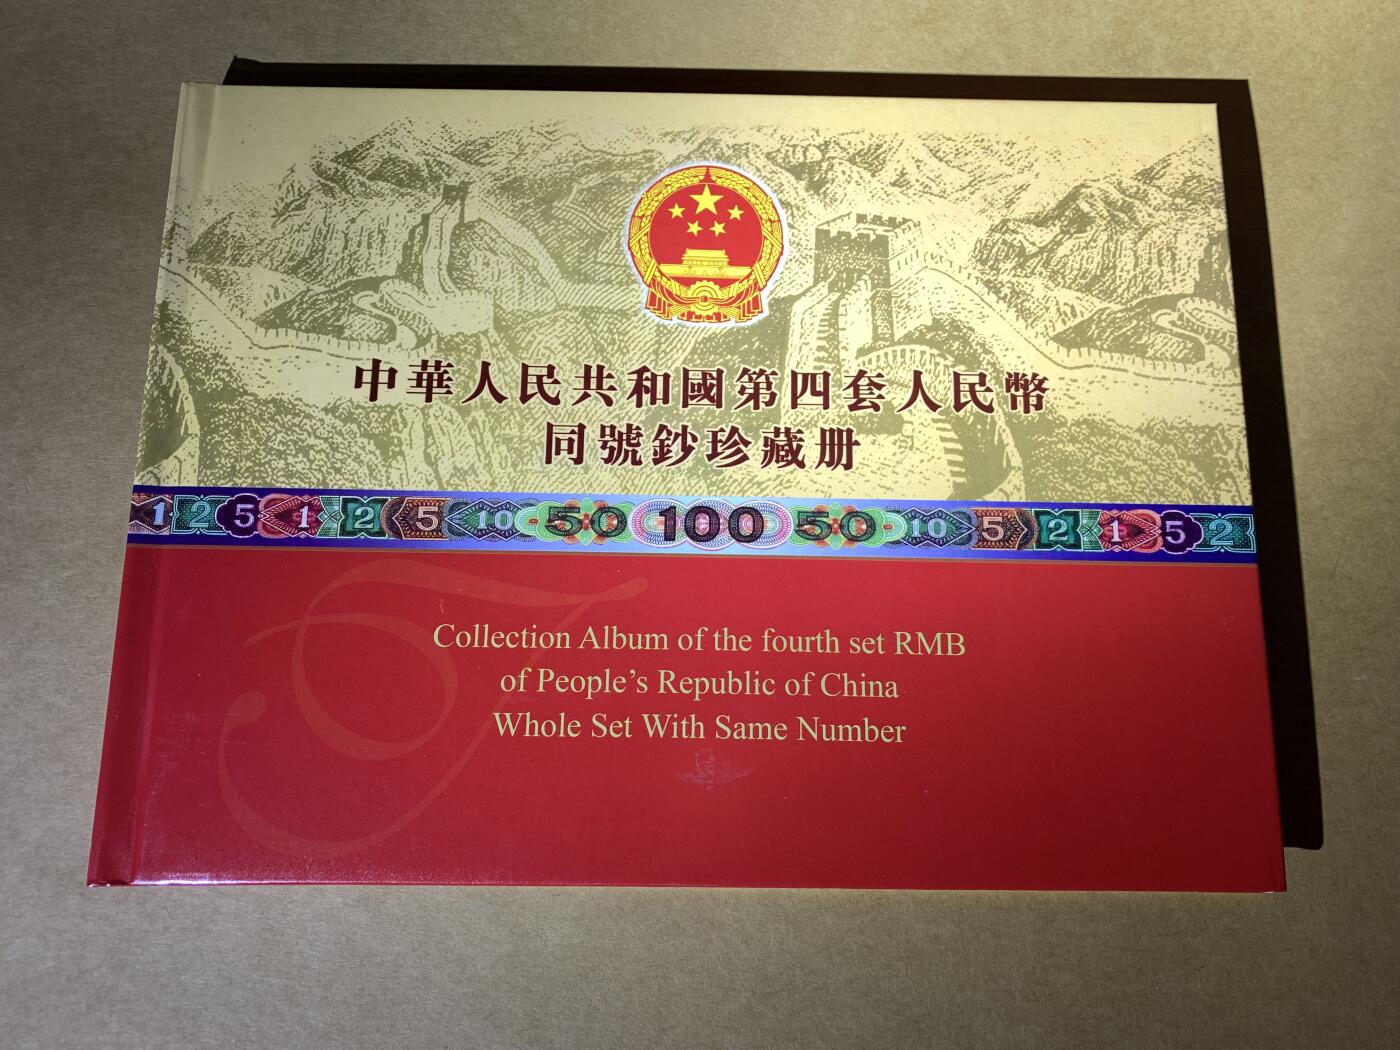 中華人民共和國第四套人民幣
同號鈔珍藏册
1 2 5 1 2 5 10 50 100 50 10 5 2 1 5 2
Collection Album of the fourth set RMB
of People's Republic of China
Whole Set With Same Number